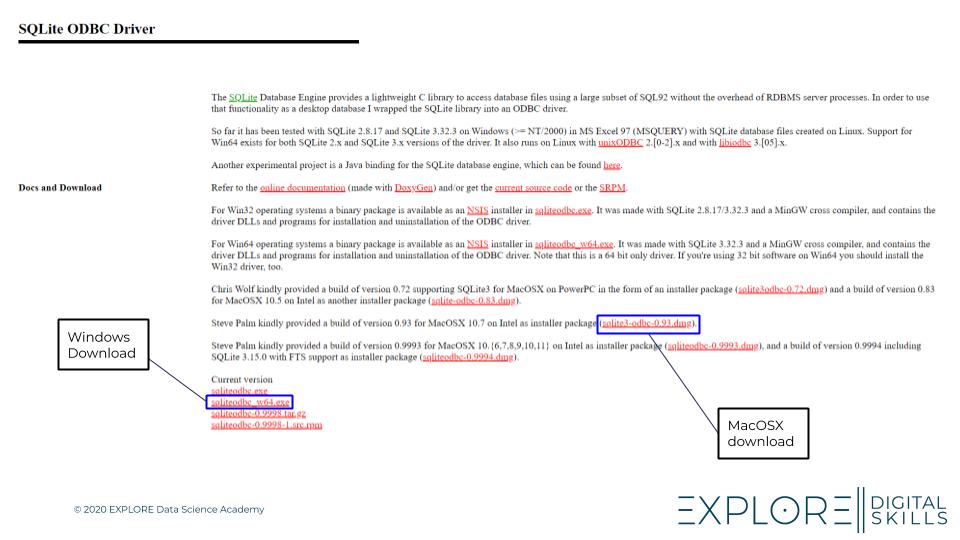 SQLite ODBC Driver
The SQLite Database Engine provides a lightweight C library to access database files using a large subset of SQL92 without the overhead of RDBMS server processes. In order to use
that functionality as a desktop database I wrapped the SQLite library into an ODBC driver.
So far it has been tested with SQLite 2.8.17 and SQLite 3.32.3 on Windows (>= NT/2000) in MS Excel 97 (MSQUERY) with SQLite database files created on Linux. Support for
Win64 exists for both SQLite 2.x and SQLite 3.x versions of the driver. It also runs on Linux with unixODBC 2.[0-2].x and with libiodbc 3.[05].x.
Another experimental project is a Java binding for the SQLite database engine, which can be found here.
Docs and Download
Refer to the online documentation (made with DoxyGen) and/or get the current source code or the SRPM.
For Win32 operating systems a binary package is available as an NSIS installer in sqliteodbc.exe. It was made with SQLite 2.8.17/3.32.3 and a MinGW cross compiler, and contains the
driver DLLs and programs for installation and uninstallation of the ODBC driver.
For Win64 operating systems a binary package is available as an NSIS installer in sqliteodbc_w64.exe. It was made with SQLite 3.32.3 and a MinGW cross compiler, and contains the
driver DLLs and programs for installation and uninstallation of the ODBC driver. Note that this is a 64 bit only driver. If you're using 32 bit software on Win64 you should install the
Win32 driver, too.
Chris Wolf kindly provided a build of version 0.72 supporting SQLite3 for MacOSX on PowerPC in the form of an installer package (sqlite3odbc-0.72.dmg) and a build of version 0.83
for MacOSX 10.5 on Intel as another installer package (sqlite-odbc-0.83.dmg).
Steve Palm kindly provided a build of version 0.93 for MacOSX 10.7 on Intel as installer package (sqlite3-odbc-0.93.dmg).
Steve Palm kindly provided a build of version 0.9993 for MacOSX 10.{6,7,8,9,10,11} on Intel as installer package (sqliteodbc-0.9993.dmg), and a build of version 0.9994 including
SQLite 3.15.0 with FTS support as installer package (sqliteodbc-0.9994.dmg).
Windows
Download
Current version
sqliteodbc.exe
sqliteodbc_w64.exe
sqliteodbc-0.9998.tar.gz
sqliteodbc-0.9998-1.src.rpm
MacOSX
download
© 2020 EXPLORE Data Science Academy
EXPLORE
DIGITAL
SKILLS